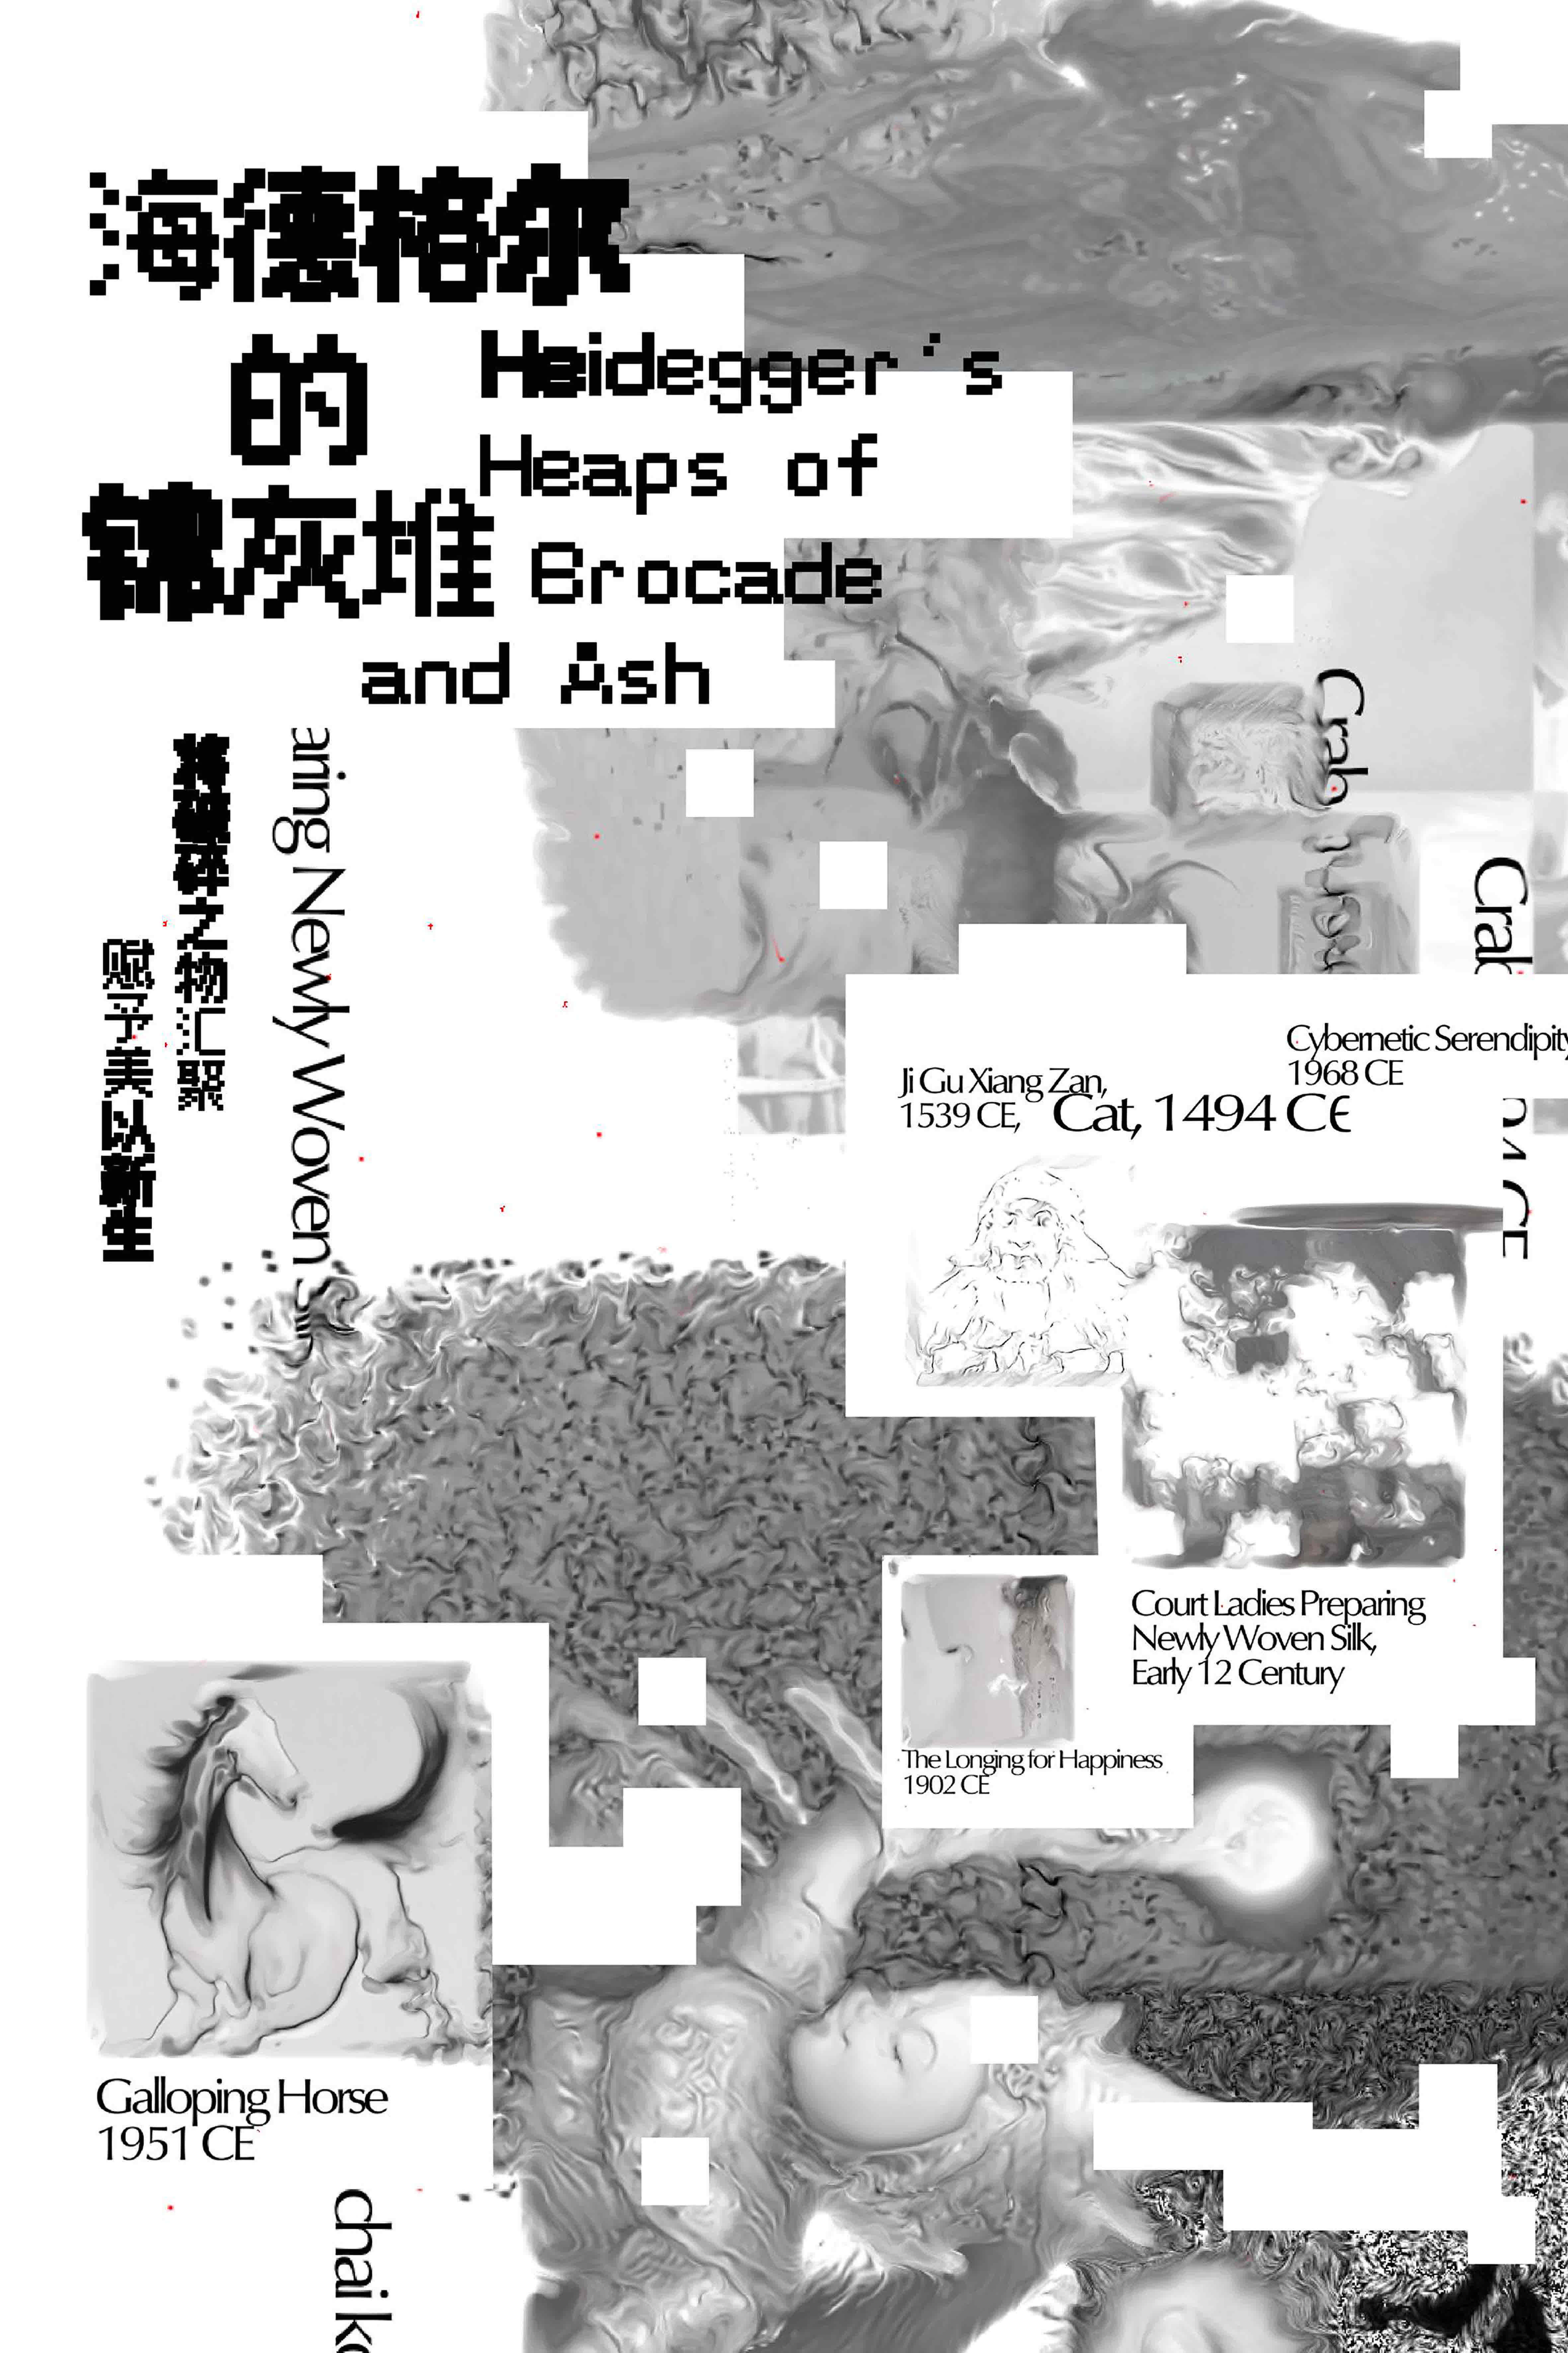 海德格尔
的
锦灰堆
Heidegger's
Heaps of
Brocade
and Ash
之物汇聚
赋予美以新生
aring Newly Woven Silk
Crab
Crab
Cybernetic Serendipity
1968 CE
Ji Gu Xiang Zan,
1539 CE,
Cat, 1494 CE
CE
Court Ladies Preparing
Newly Woven Silk,
Early 12 Century
The Longing for Happiness
1902 CE
Galloping Horse
1951 CE
chaik